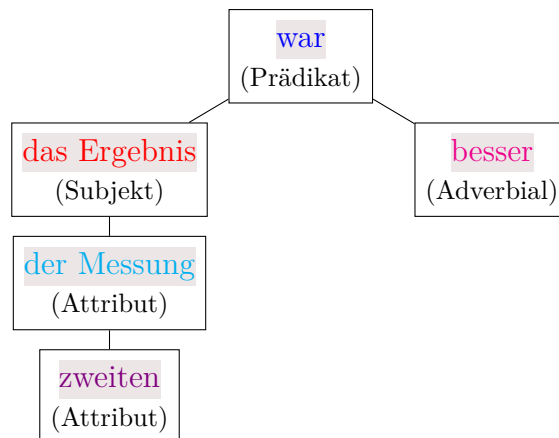 war
(Prädikat)
das Ergebnis
(Subjekt)
besser
(Adverbial)
der Messung
(Attribut)
zweiten
(Attribut)